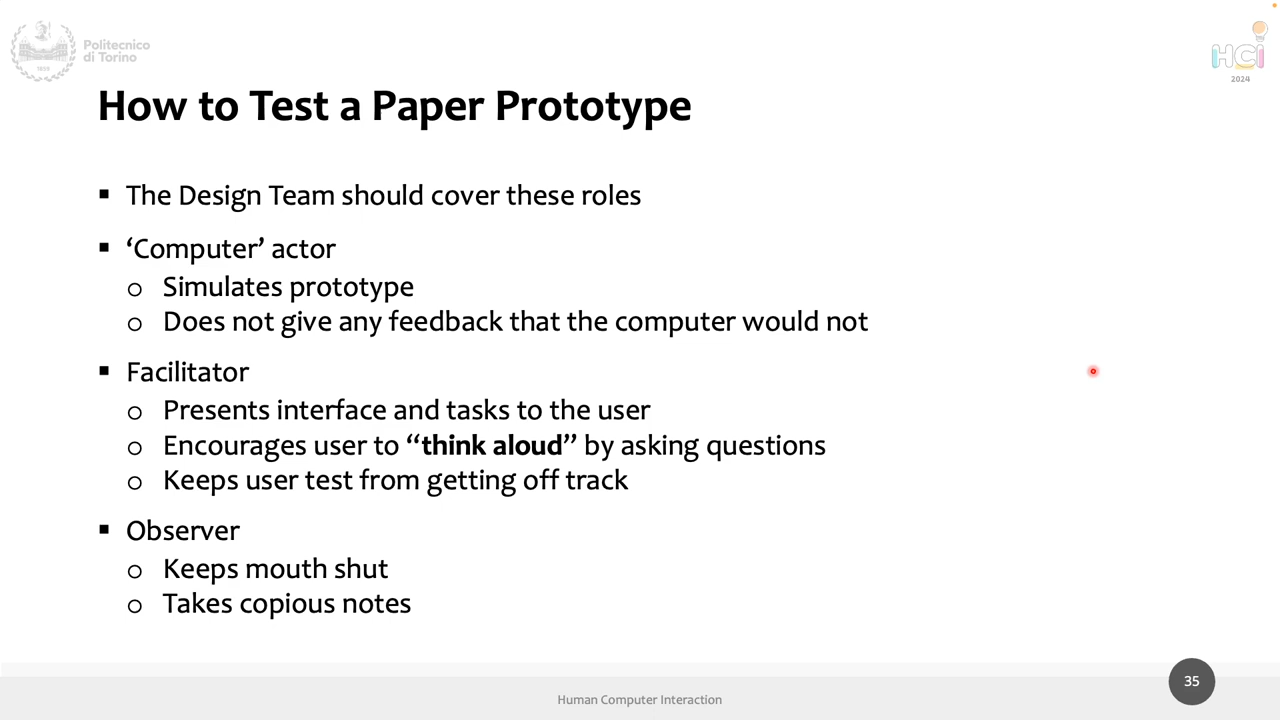 Politecnico
di Torino
1859
HCI
2024
How to Test a Paper Prototype
▪ The Design Team should cover these roles
▪ ‘Computer’ actor
o Simulates prototype
o Does not give any feedback that the computer would not
▪ Facilitator
o Presents interface and tasks to the user
o Encourages user to “think aloud” by asking questions
o Keeps user test from getting off track
▪ Observer
o Keeps mouth shut
o Takes copious notes
35
Human Computer Interaction